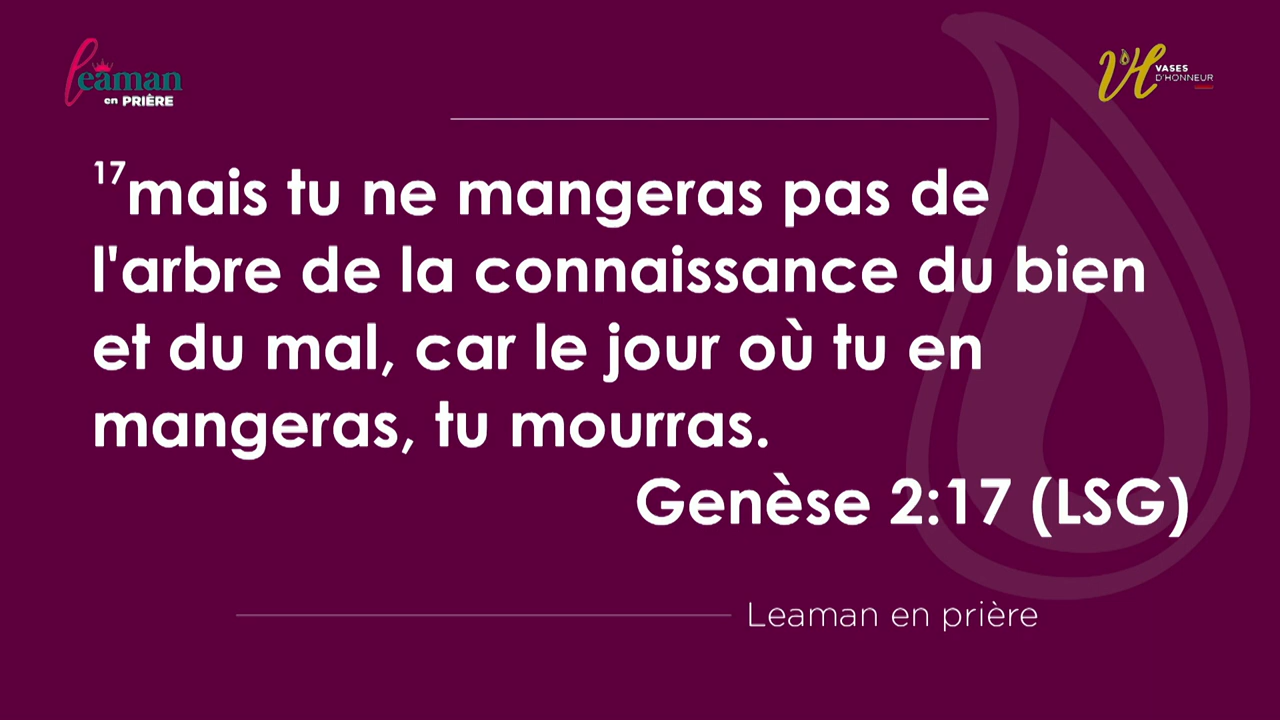 leaman
en PRIÈRE
VH VASES
D'HONNEUR
17mais tu ne mangeras pas de
l'arbre de la connaissance du bien
et du mal, car le jour où tu en
mangeras, tu mourras.
Genèse 2:17 (LSG)
Leaman en prière